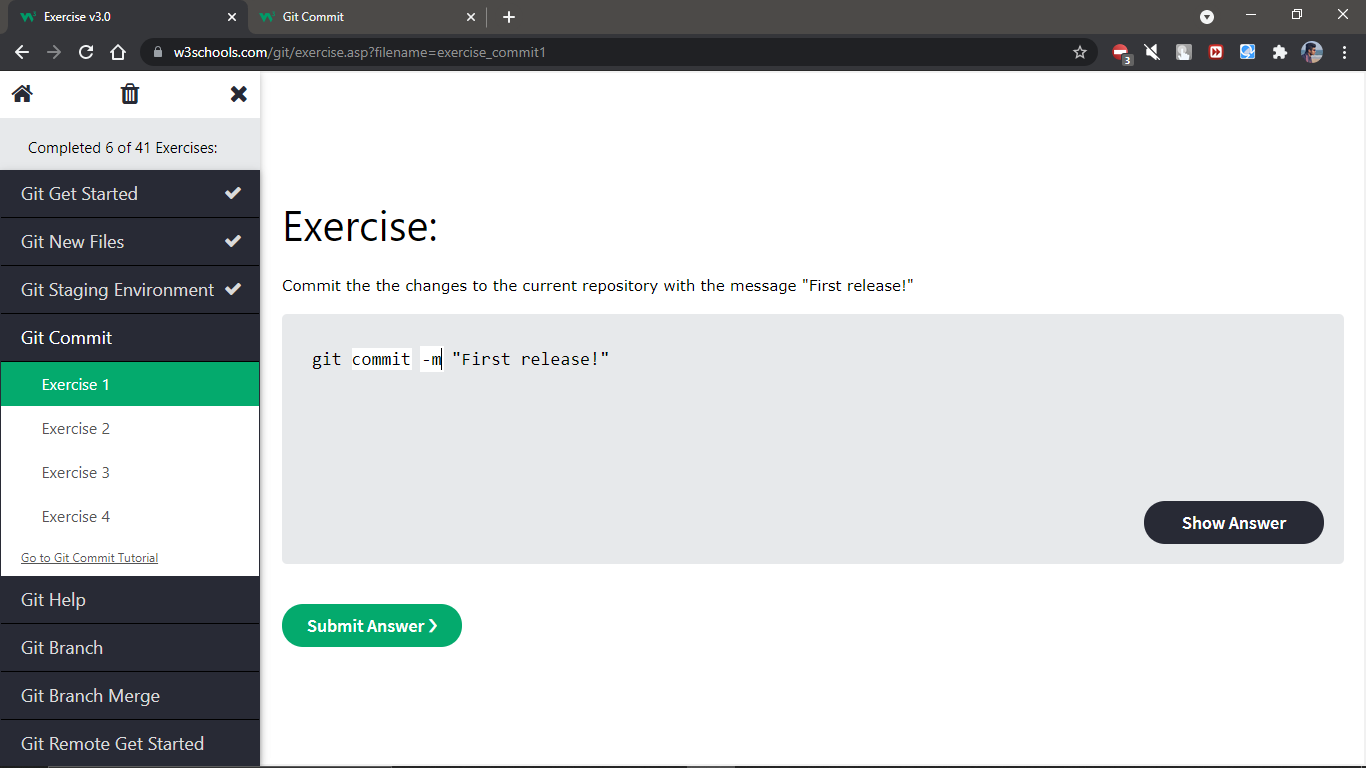 Exercise v3.0
Git Commit
w3schools.com/git/exercise.asp?filename=exercise_commit1
3
Completed 6 of 41 Exercises:
Git Get Started
Git New Files
Git Staging Environment
Git Commit
Exercise 1
Exercise 2
Exercise 3
Exercise 4
Go to Git Commit Tutorial
Git Help
Git Branch
Git Branch Merge
Git Remote Get Started
Exercise:
Commit the the changes to the current repository with the message "First release!"
git commit -m "First release!"
Show Answer
Submit Answer ❯